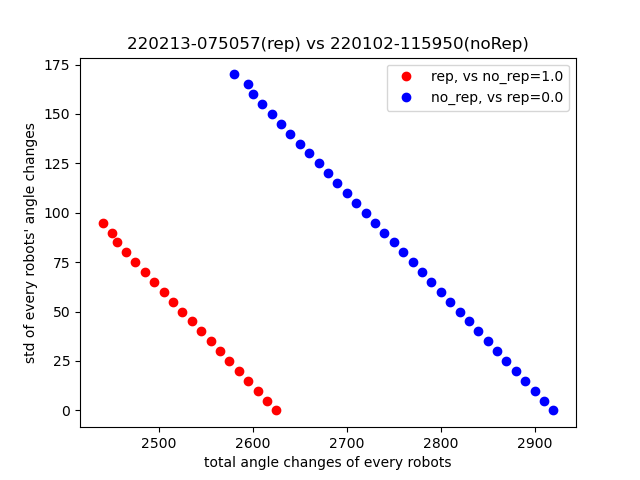 220213-075057(rep) vs 220102-115950(noRep)
rep, vs no_rep=1.0
no_rep, vs rep=0.0
std of every robots' angle changes
175
150
125
100
75
50
25
0
2500 2600 2700 2800 2900
total angle changes of every robots